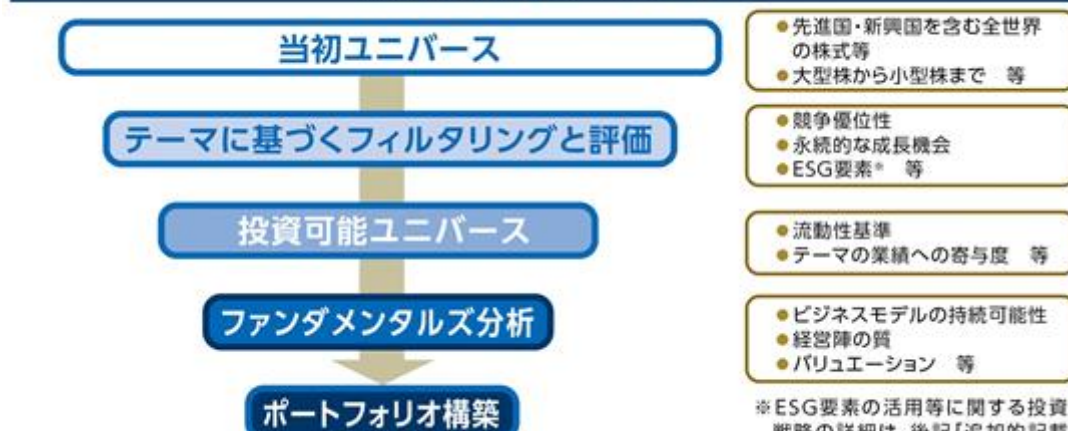 当初ユニバース
●先進国・新興国を含む全世界
の株式等
●大型株から小型株まで 等
テーマに基づくフィルタリングと評価
●競争優位性
●永続的な成長機会
●ESG要素※ 等
投資可能ユニバース
●流動性基準
●テーマの業績への寄与度 等
ファンダメンタルズ分析
●ビジネスモデルの持続可能性
●経営陣の質
●バリュエーション 等
ポートフォリオ構築
※ESG要素の活用等に関する投資
戦略の詳細は、後記「追加的記載